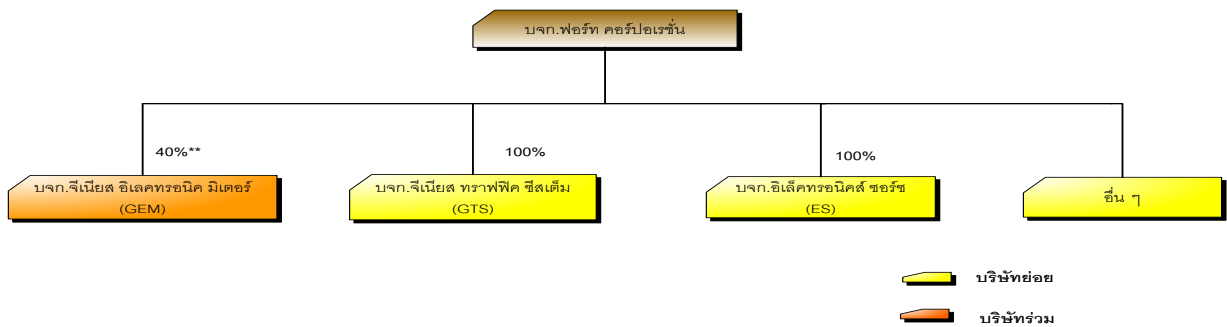 บจก.ฟอร์ท คอร์ปอเรชั่น
40%**
100%
100%
บจก.จีเนียส อิเลคทรอนิค มิเตอร์
(GEM)
บจก.จีเนียส ทราฟฟิค ซีสเต็ม
(GTS)
บจก.อิเล็คทรอนิคส์ ซอร์ซ
(ES)
อื่น ๆ
บริษัทย่อย
บริษัทร่วม